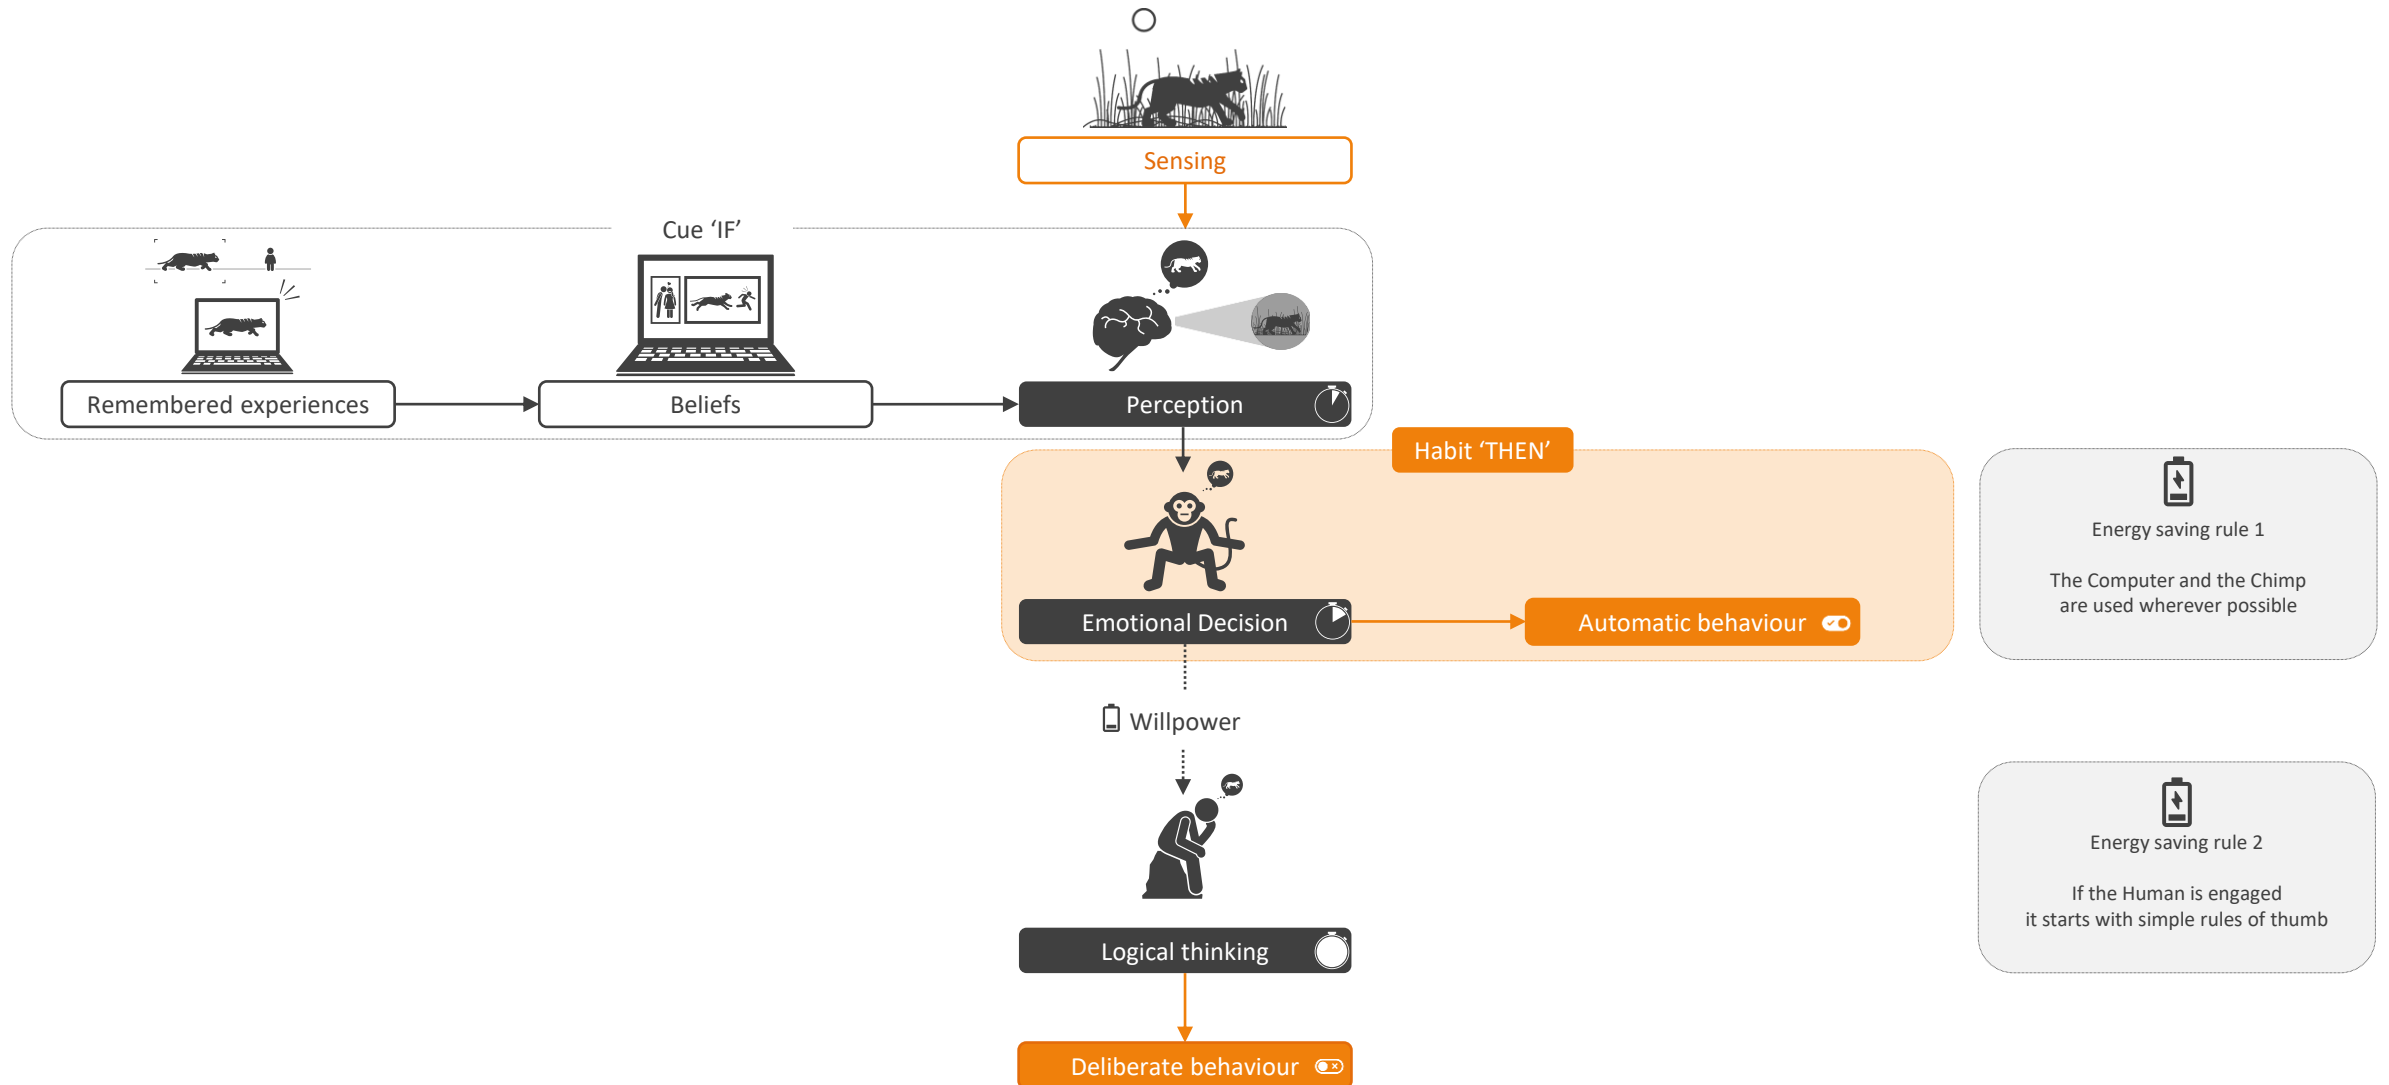 Sensing
Cue ‘IF’
Remembered experiences
Beliefs
Perception
Habit ‘THEN’
Emotional Decision
Automatic behaviour
Energy saving rule 1
The Computer and the Chimp
are used wherever possible
Willpower
Logical thinking
Energy saving rule 2
If the Human is engaged
it starts with simple rules of thumb
Deliberate behaviour